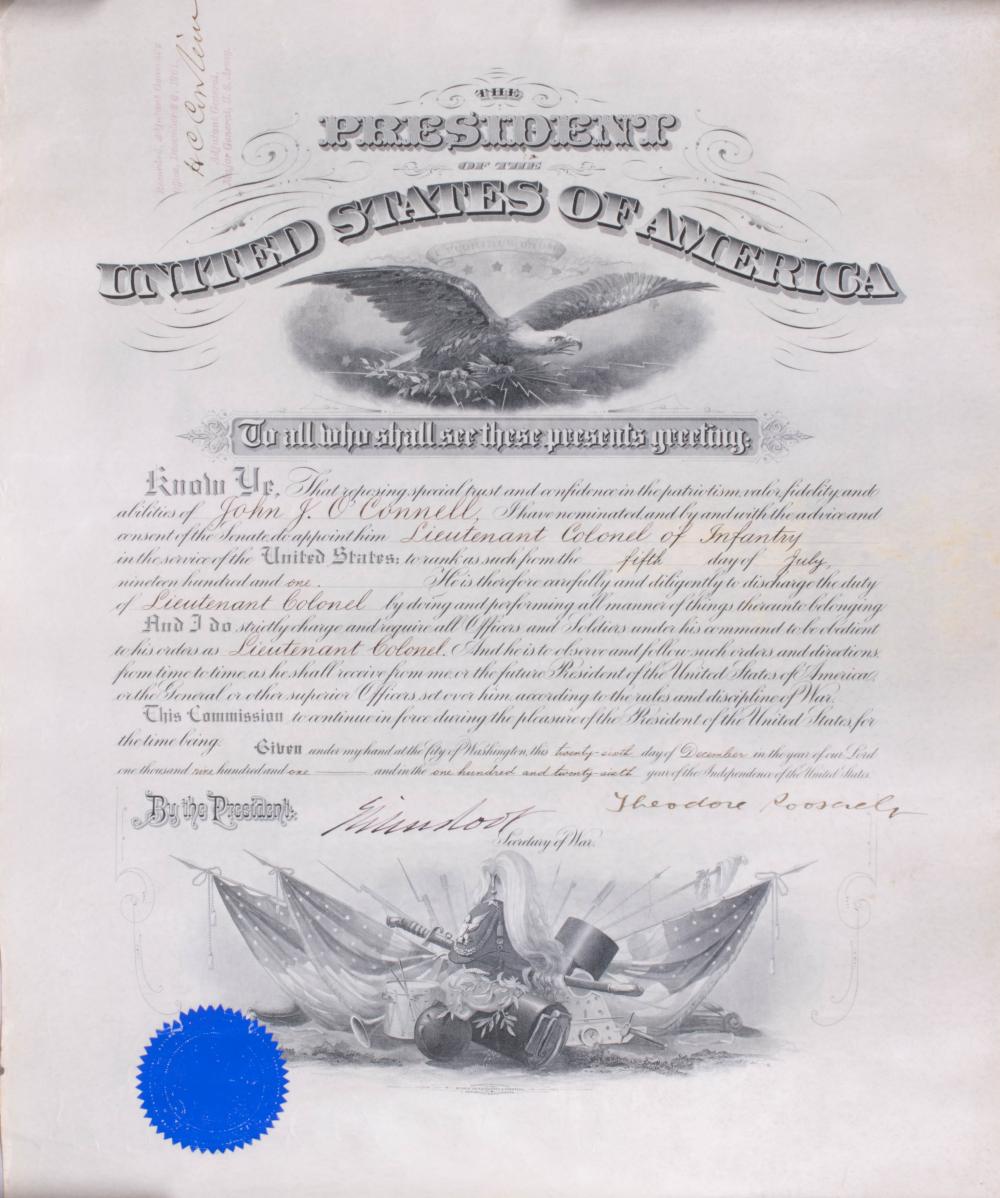 H C Corbin
Adjutant General,
Major General, U. S. Army.
THE
PRESIDENT
OF THE
UNITED STATES OF AMERICA
To all who shall see these presents greeting:
Know Ye, That reposing special trust and confidence in the patriotism, valor, fidelity and
abilities of John J. O'Connell, I have nominated, and by and with the advice and
consent of the Senate, do appoint him Lieutenant Colonel of Infantry
in the service of the United States: to rank as such from the fifth day of July,
nineteen hundred and one. He is therefore carefully and diligently to discharge the duty
of Lieutenant Colonel by doing and performing all manner of things thereunto belonging.
And I do strictly charge and require all Officers and Soldiers under his command to be obedient
to his orders as Lieutenant Colonel. And he is to observe and follow such orders and directions,
from time to time, as he shall receive from me, or the future President of the United States of America,
or the General or other superior Officers set over him, according to the rules and discipline of War.
This Commission to continue in force during the pleasure of the President of the United States, for
the time being. Given under my hand at the City of Washington, this twenty-sixth day of December in the year of our Lord
one thousand nine hundred and one and in the one hundred and twenty-sixth year of the Independence of the United States.
By the President: Elihu Root Theodore Roosevelt
Secretary of War.